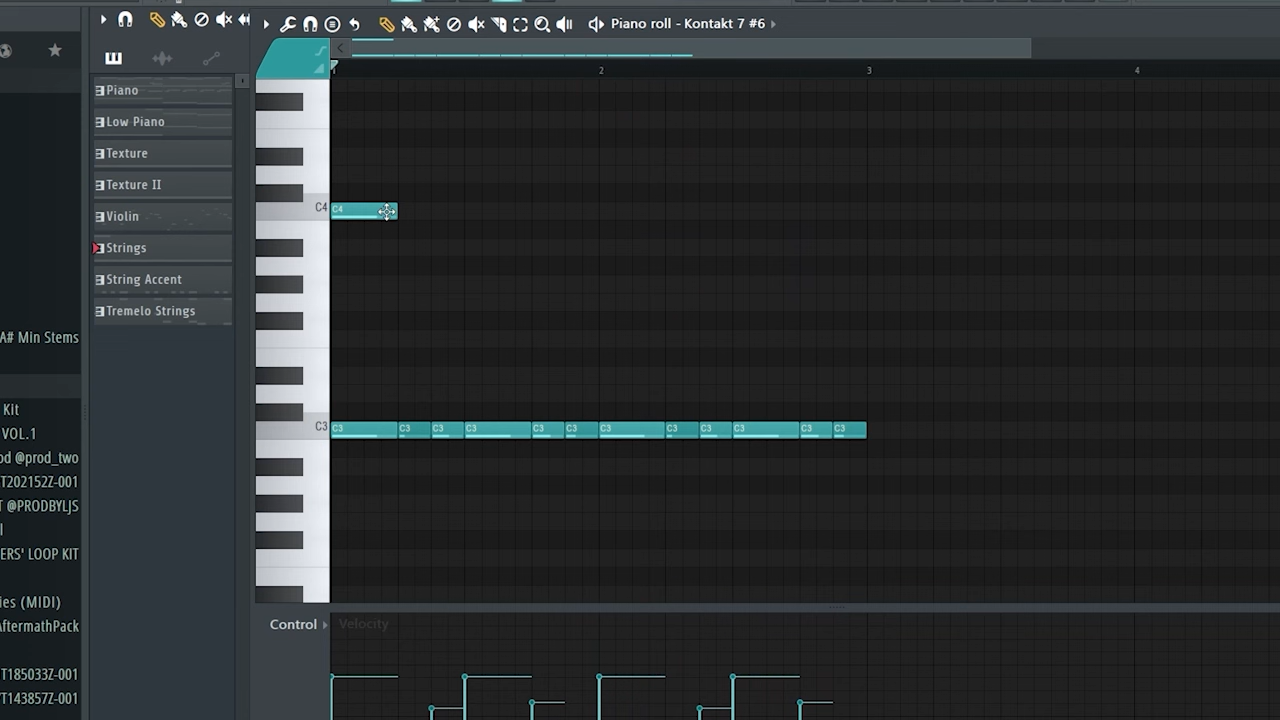 Piano roll - Kontakt 7 #6
1 2 3 4
Piano
Low Piano
Texture
Texture II
Violin
Strings
String Accent
Tremelo Strings
C4
C4
C3
C3 C3 C3 C3 C3 C3 C3 C3 C3 C3 C3 C3
A# Min Stems
Kit
VOL.1
od @prod_two
T202152Z-001
T @PRODBYLJS
ERS' LOOP KIT
ies (MIDI)
AftermathPack
T185033Z-001
T143857Z-001
Control
Velocity